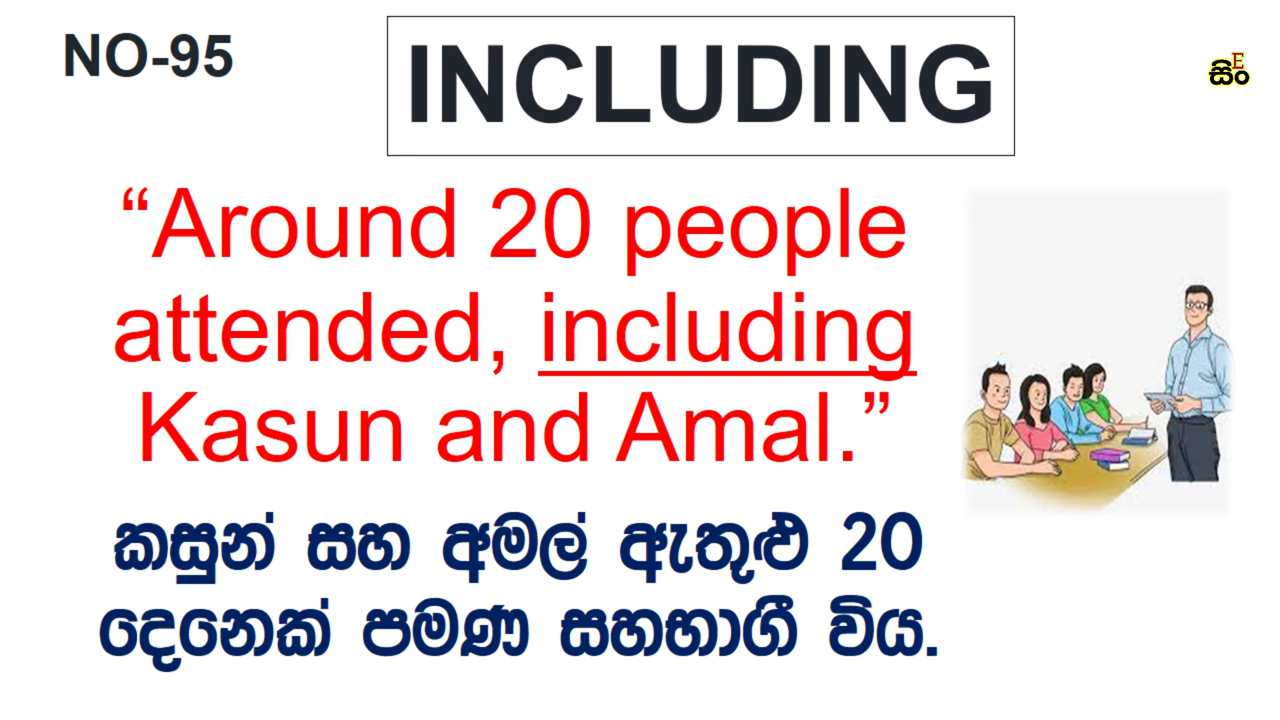 NO-95
INCLUDING
සිං
E
“Around 20 people
attended, including
Kasun and Amal.”
කසුන් සහ අමල් ඇතුළු 20
දෙනෙක් පමණ සහභාගී විය.